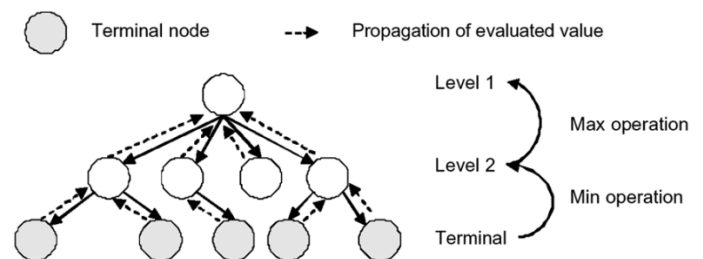 Terminal node
Propagation of evaluated value
Level 1
Max operation
Level 2
Min operation
Terminal